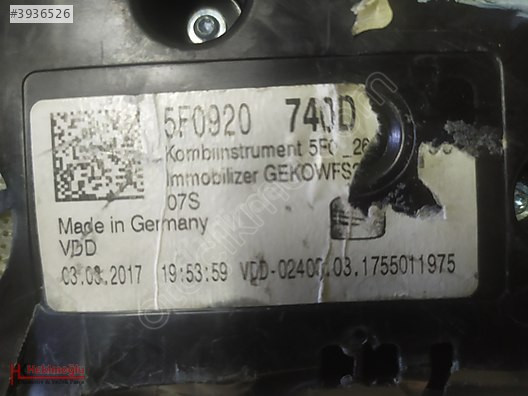 #3936526
5F0920 740D
Kombiinstrument 5F0_26
Immobilizer GEKOWFS
07S
Made in Germany
VDD
03.03.2017 19:53:59 VDD-02400.03.1755011975